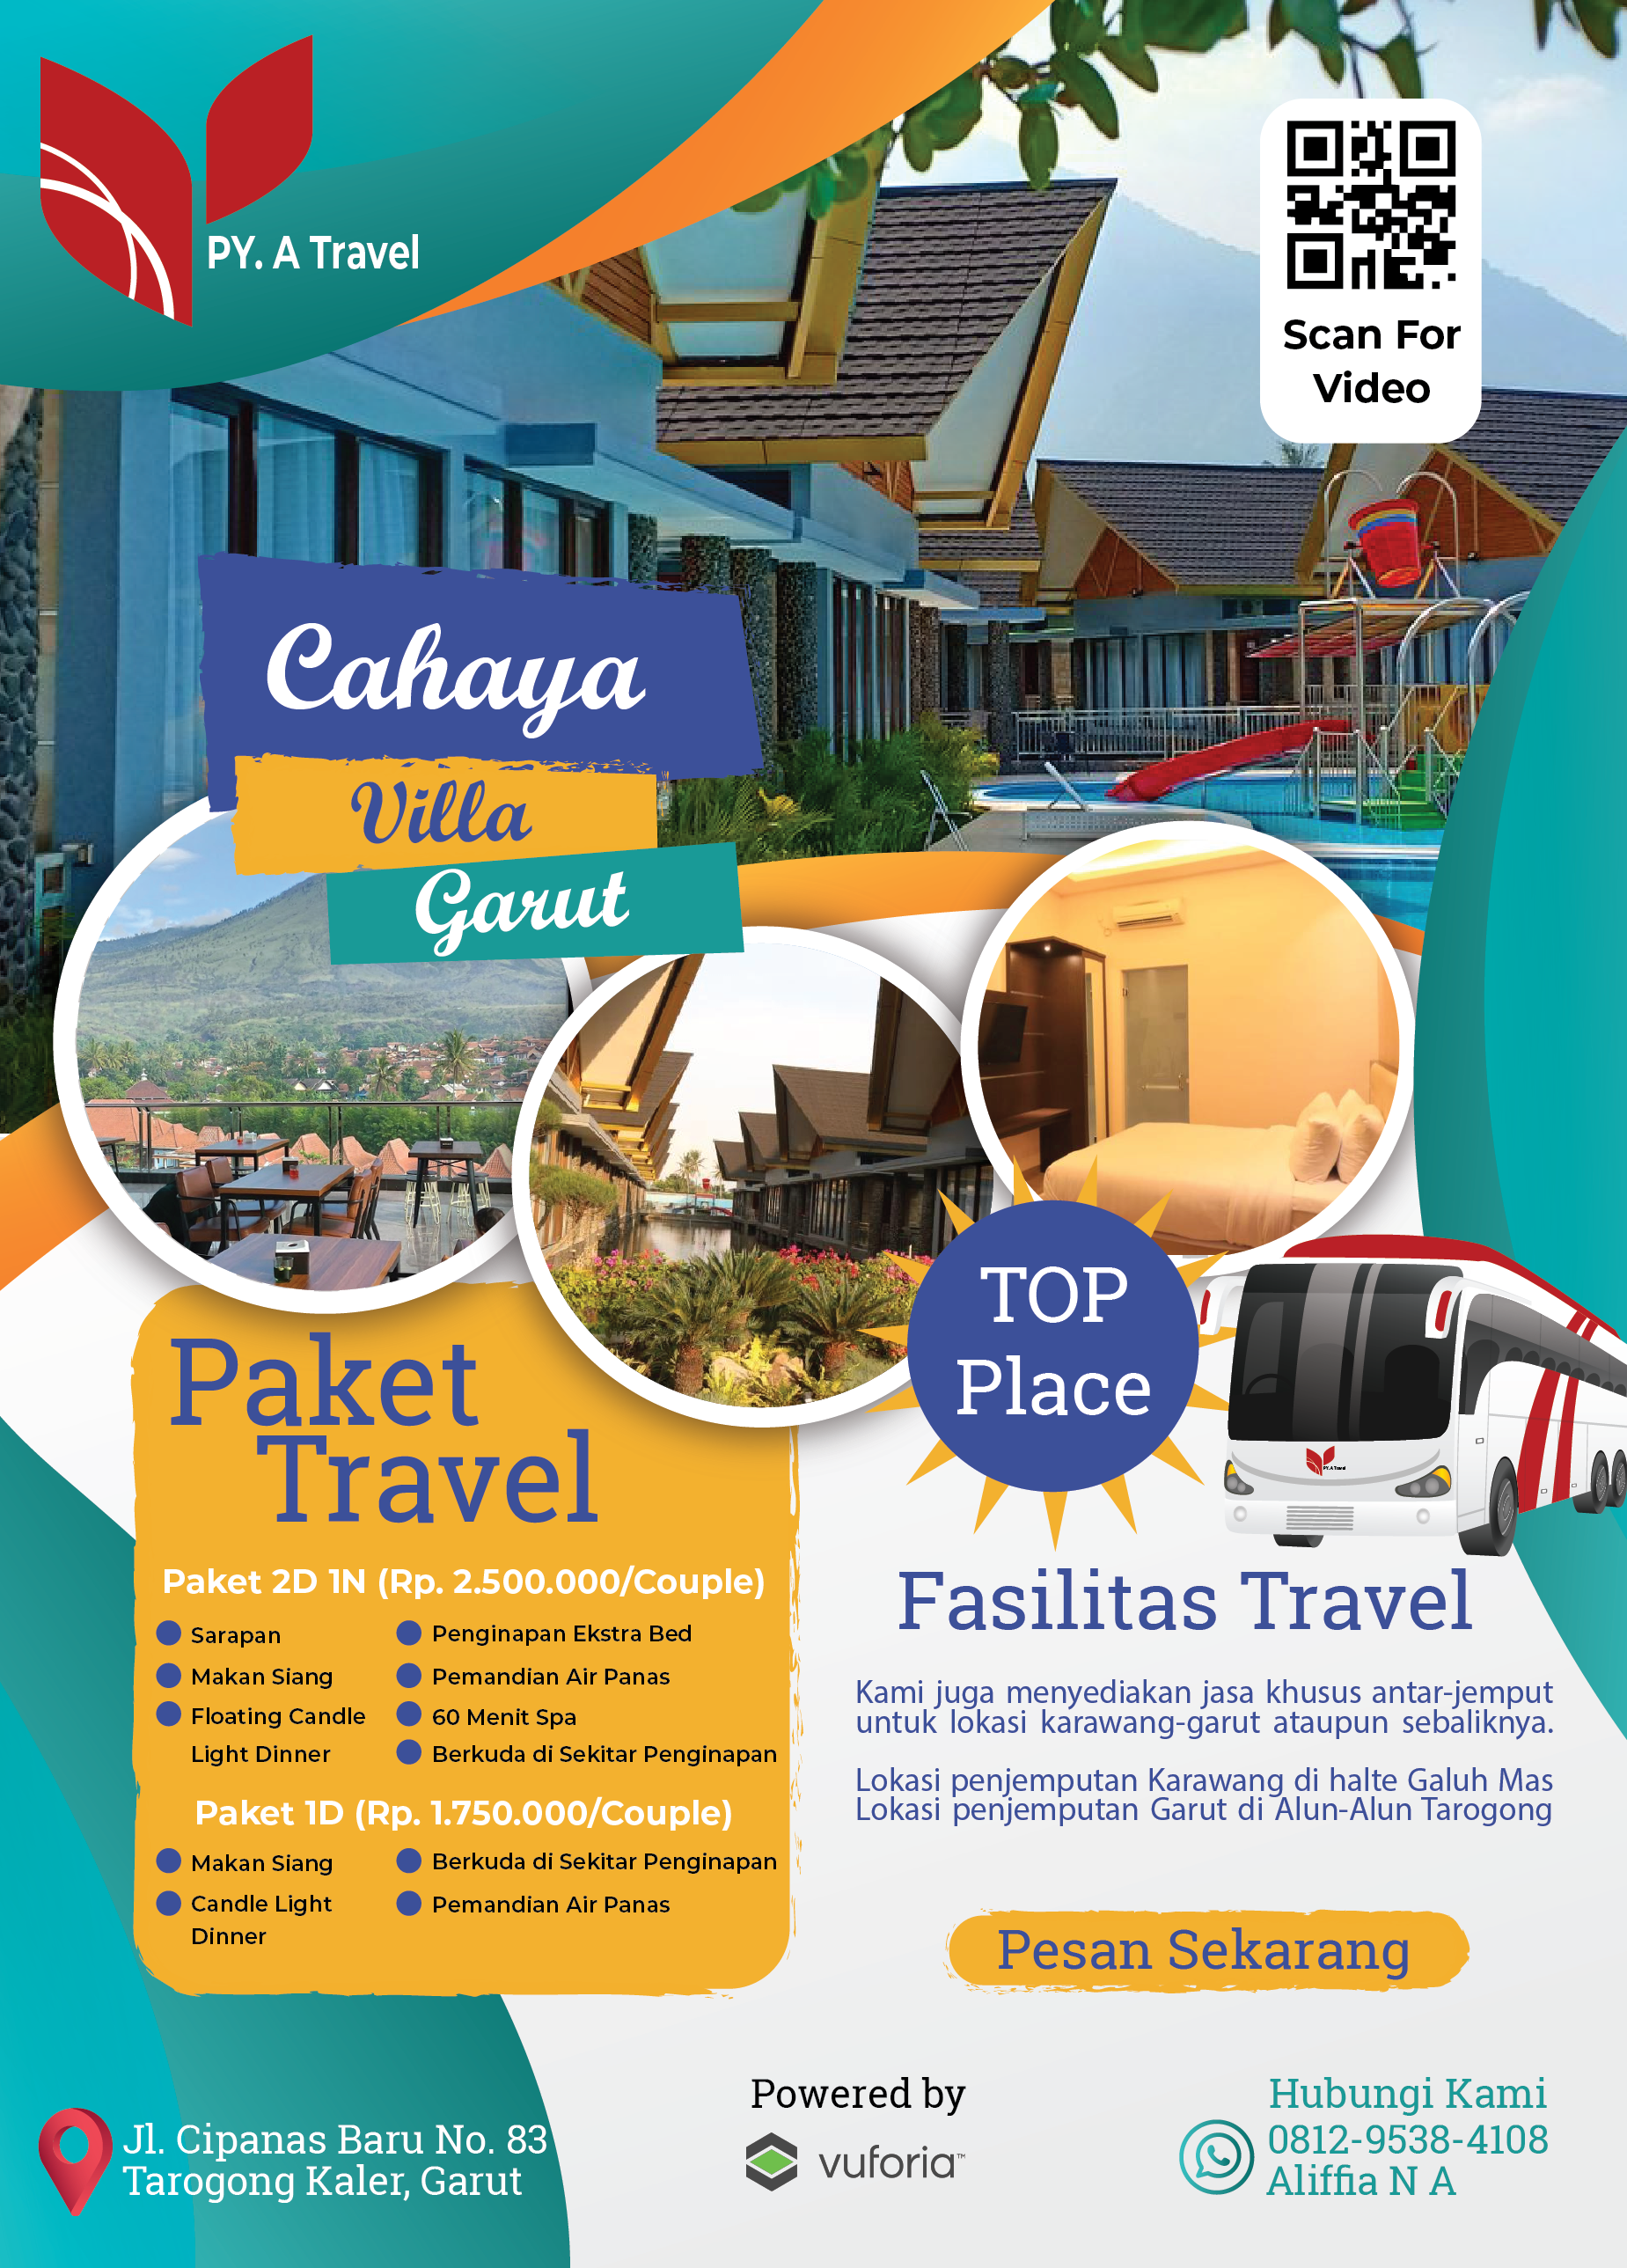 PY. A Travel
Scan For
Video
Cahaya
Villa
Garut
TOP
Place
PY. A Travel
Paket
Travel
Paket 2D 1N (Rp. 2.500.000/Couple)
Sarapan
Penginapan Ekstra Bed
Makan Siang
Pemandian Air Panas
Floating Candle
Light Dinner
60 Menit Spa
Berkuda di Sekitar Penginapan
Paket 1D (Rp. 1.750.000/Couple)
Makan Siang
Berkuda di Sekitar Penginapan
Candle Light
Dinner
Pemandian Air Panas
Fasilitas Travel
Kami juga menyediakan jasa khusus antar-jemput
untuk lokasi karawang-garut ataupun sebaliknya.
Lokasi penjemputan Karawang di halte Galuh Mas
Lokasi penjemputan Garut di Alun-Alun Tarogong
Pesan Sekarang
Jl. Cipanas Baru No. 83
Tarogong Kaler, Garut
Powered by
vuforia™
Hubungi Kami
0812-9538-4108
Aliffia N A